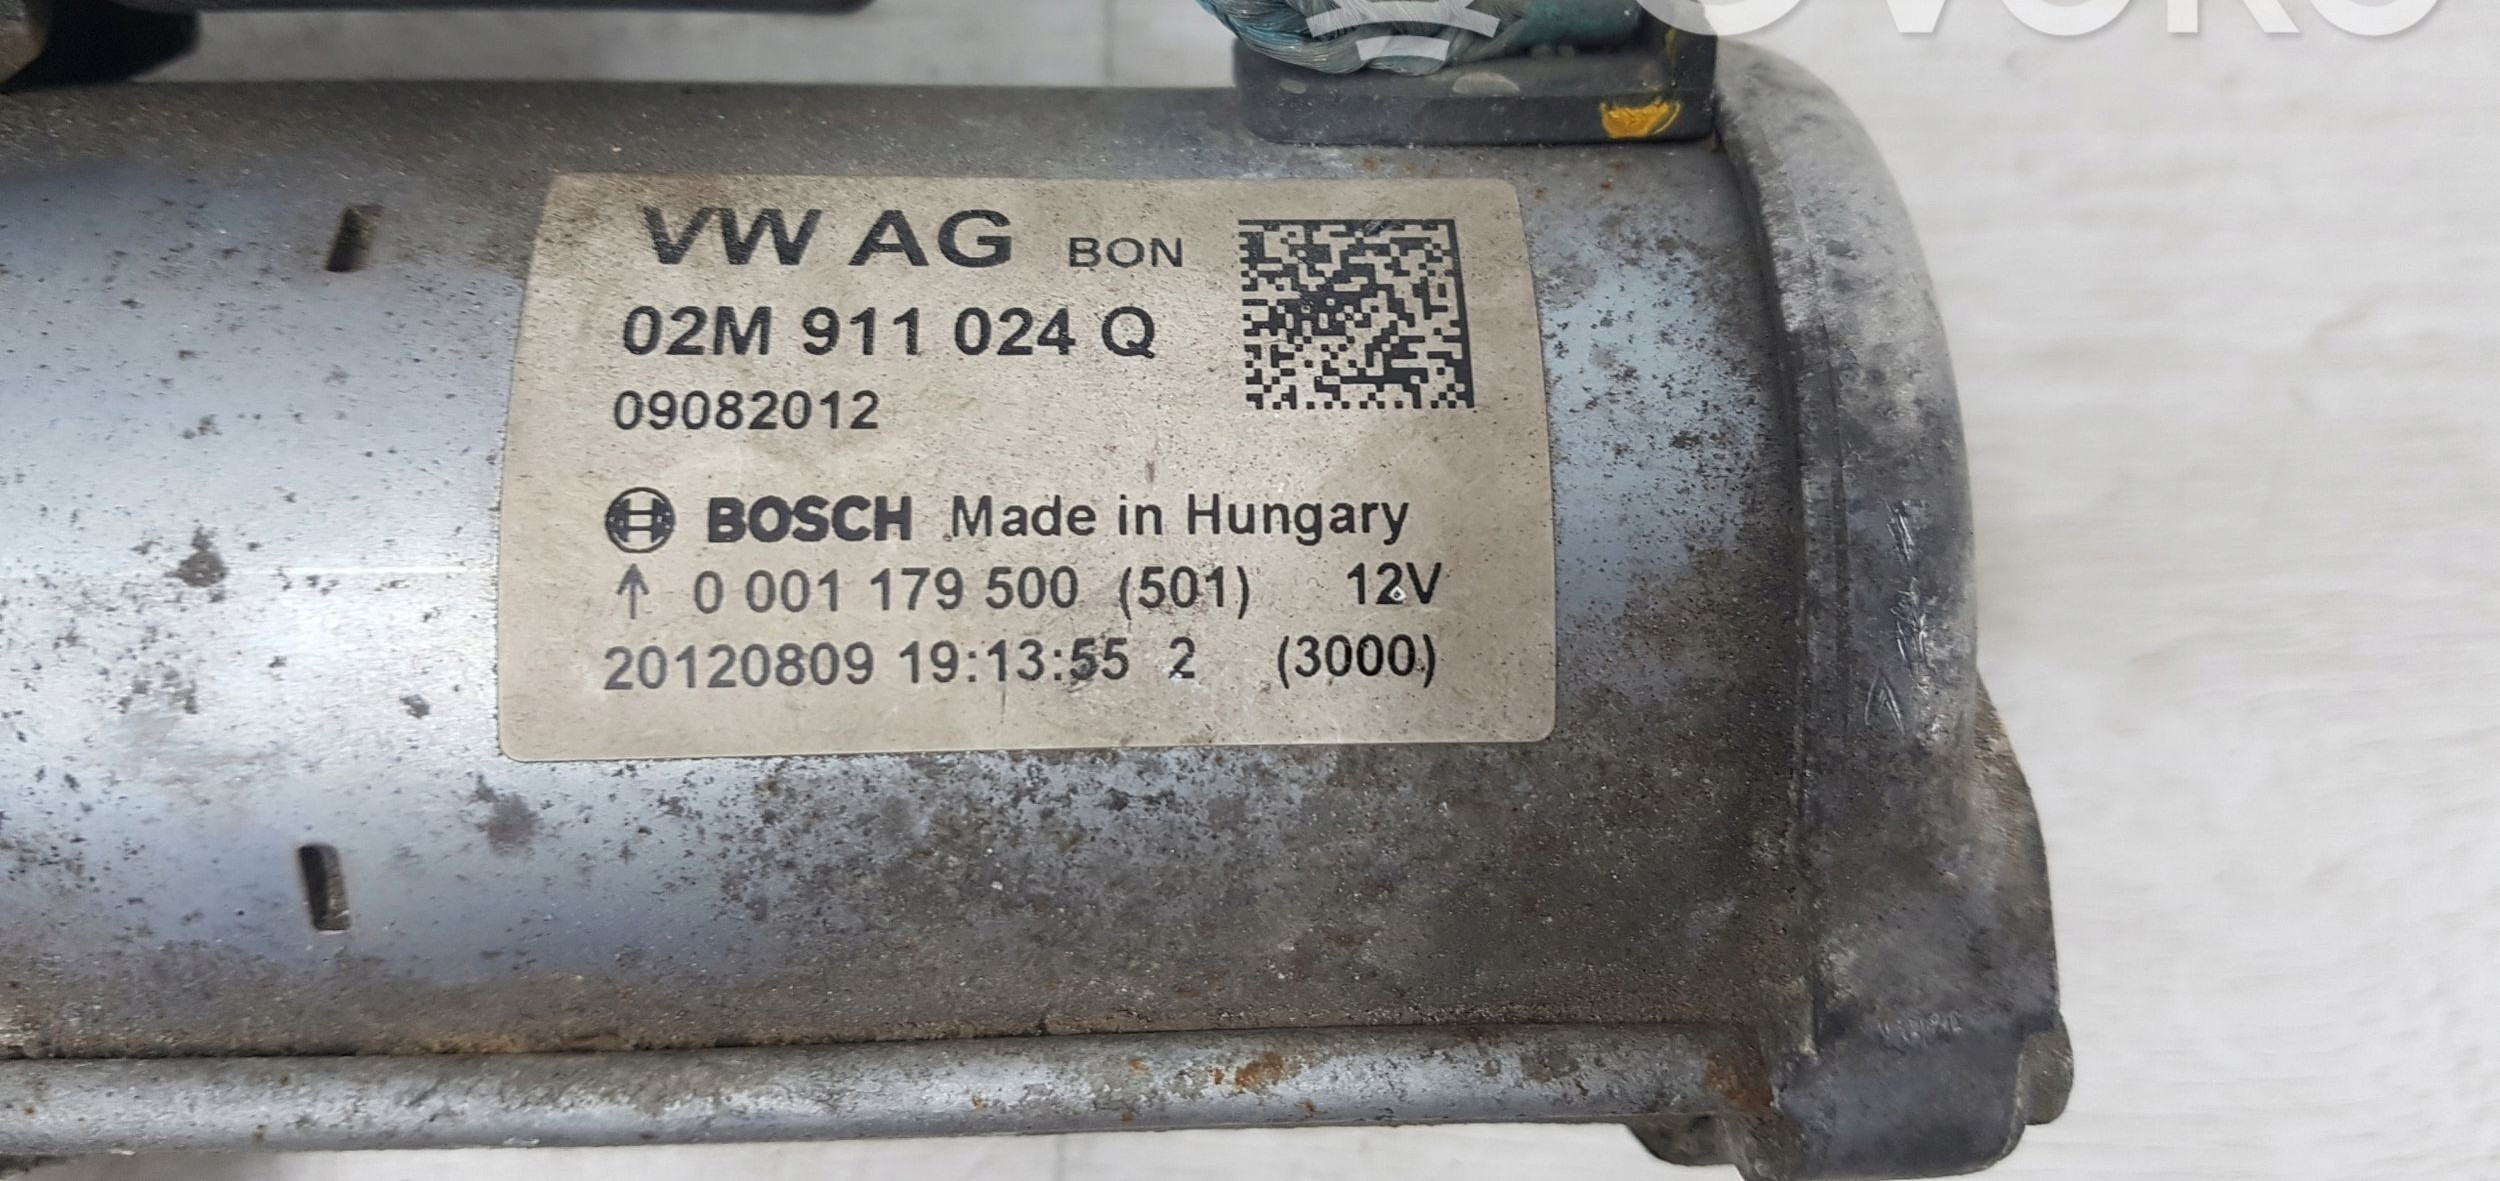 VW AG BON
02M 911 024 Q
09082012
BOSCH Made in Hungary
↑ 0 001 179 500 (501) 12V
20120809 19:13:55 2 (3000)